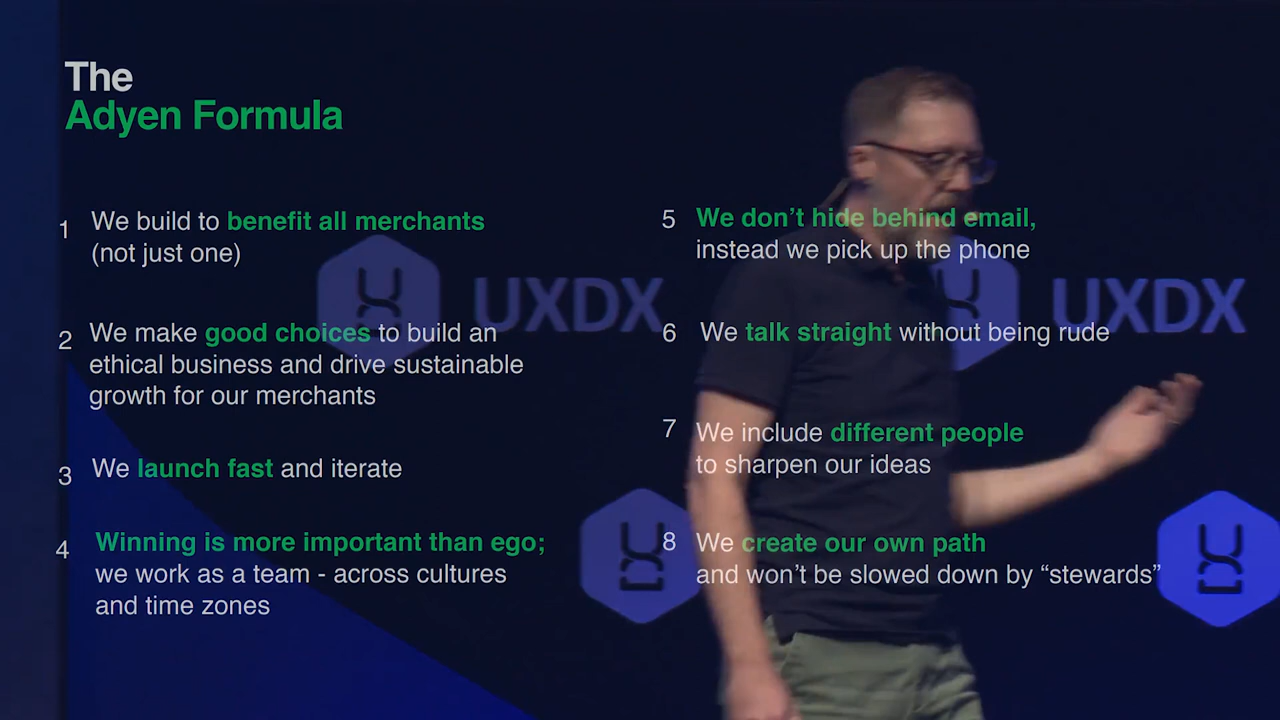 The
Adyen Formula
1 We build to benefit all merchants
(not just one)
2 We make good choices to build an
ethical business and drive sustainable
growth for our merchants
3 We launch fast and iterate
4 Winning is more important than ego;
we work as a team - across cultures
and time zones
5 We don’t hide behind email,
instead we pick up the phone
6 We talk straight without being rude
7 We include different people
to sharpen our ideas
8 We create our own path
and won’t be slowed down by “stewards”
UXDX
UXDX